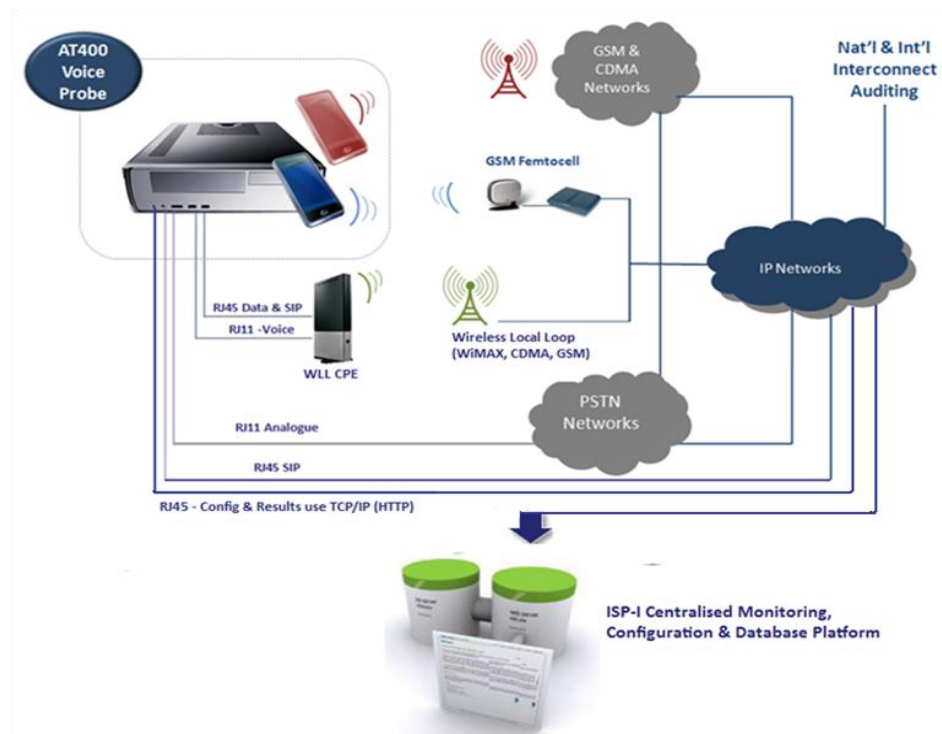 AT400
Voice
Probe
GSM &
CDMA
Networks
Nat'l & Int'l
Interconnect
Auditing
GSM Femtocell
IP Networks
RJ45 Data & SIP
RJ11 -Voice
WLL CPE
Wireless Local Loop
(WiMAX, CDMA, GSM)
PSTN
Networks
RJ11 Analogue
RJ45 SIP
RJ45 - Config & Results use TCP/IP (HTTP)
ISP-I Centralised Monitoring,
Configuration & Database Platform